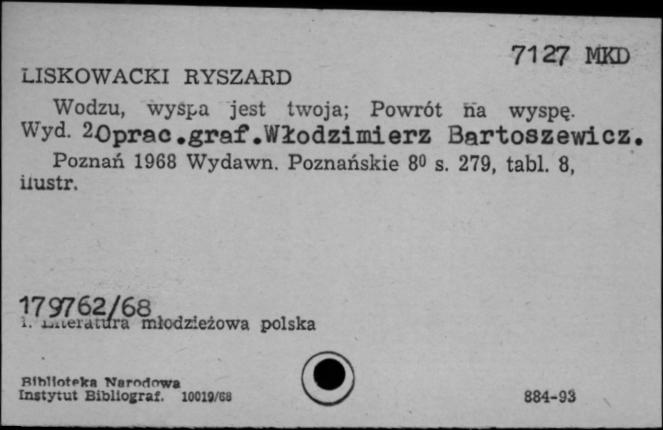 7127 MKD
LISKOWACKI RYSZARD
Wodzu, wyspa jest twoja; Powrót na wyspę.
Wyd. 2 Oprac.graf.Włodzimierz Bartoszewicz.
Poznań 1968 Wydawn. Poznańskie 8⁰ s. 279, tabl. 8,
ilustr.
179762/68
1. Literatura młodzieżowa polska
Biblioteka Narodowa
Instytut Bibliograf. 10019/68
884-93